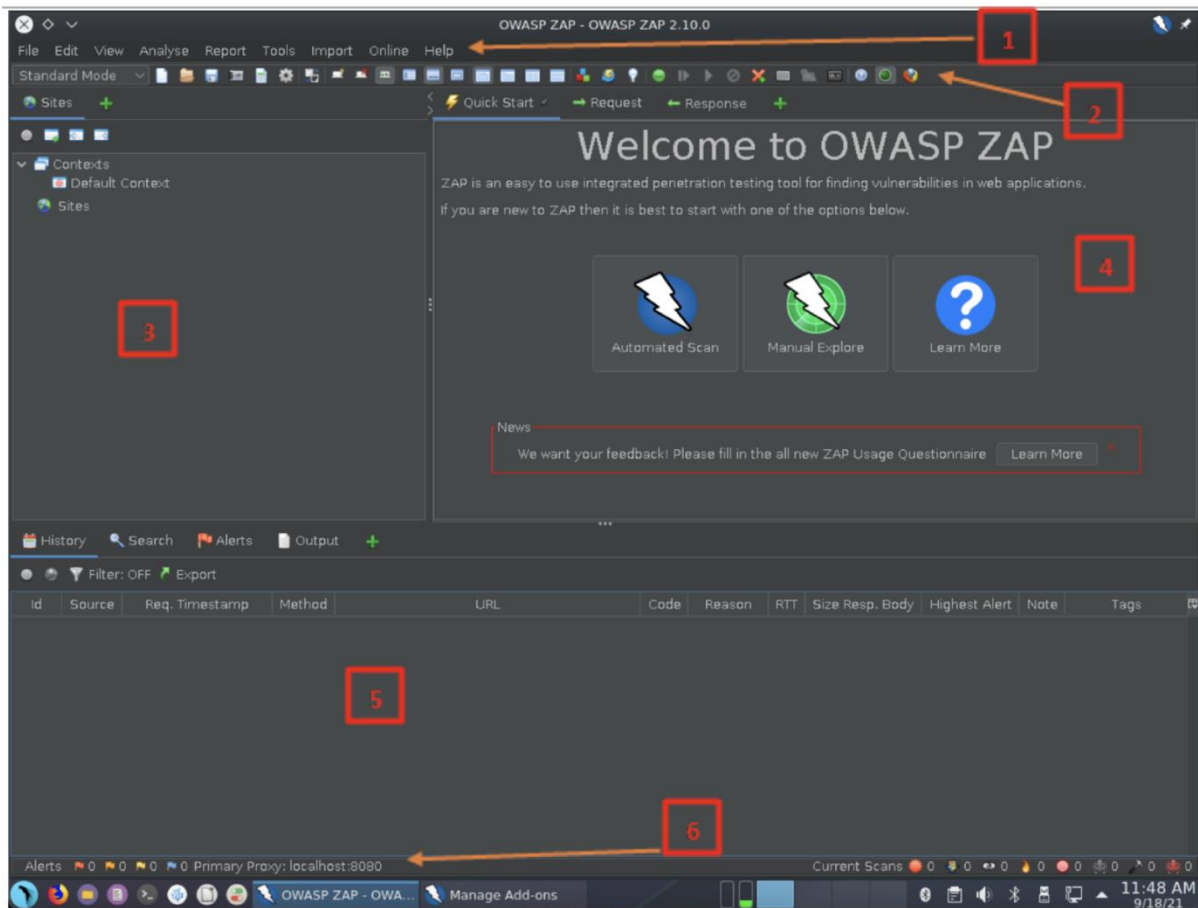 OWASP ZAP - OWASP ZAP 2.10.0
1
File Edit View Analyse Report Tools Import Online Help
Standard Mode
2
Sites
Quick Start Request Response
Welcome to OWASP ZAP
Contexts
Default Context
Sites
ZAP is an easy to use integrated penetration testing tool for finding vulnerabilities in web applications.
If you are new to ZAP then it is best to start with one of the options below.
3
4
Automated Scan Manual Explore Learn More
News
We want your feedback! Please fill in the all new ZAP Usage Questionnaire Learn More
History Search Alerts Output
Filter: OFF Export
Id Source Req. Timestamp Method URL Code Reason RTT Size Resp. Body Highest Alert Note Tags
5
6
Alerts 0 0 0 0 Primary Proxy: localhost:8080 Current Scans 0 0 0 0 0 0 0 0
OWASP ZAP - OWA... Manage Add-ons 11:48 AM
9/18/21